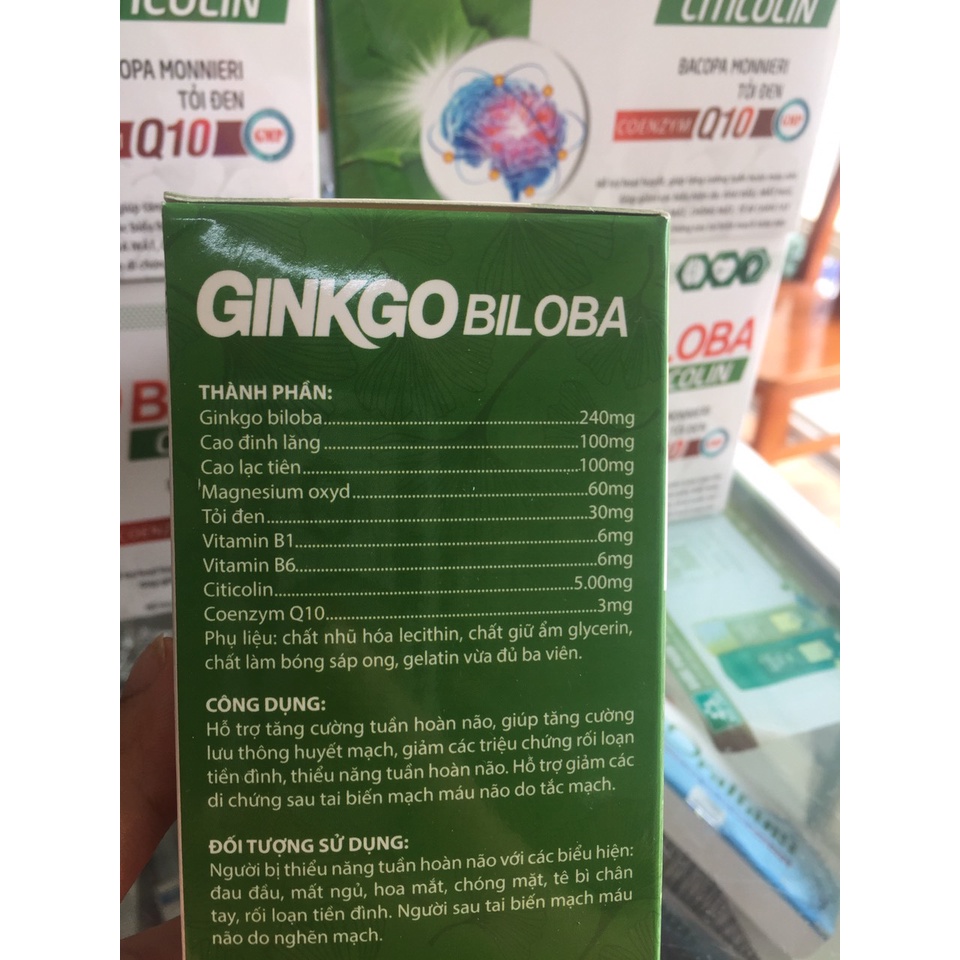 ICOLIN
OPA MONNIERI
TỎI ĐEN
Q10
GMP
CITICOLIN
BACOPA MONNIERI
TỎI ĐEN
COENZYM Q10
LOBA
GINKGO BILOBA
THÀNH PHẦN:
Ginkgo biloba..........240mg
Cao đinh lăng..........100mg
Cao lạc tiên..........100mg
Magnesium oxyd..........60mg
Tỏi đen..........30mg
Vitamin B1..........6mg
Vitamin B6..........6mg
Citicolin..........5.00mg
Coenzym Q10..........3mg
Phụ liệu: chất nhũ hóa lecithin, chất giữ ẩm glycerin,
chất làm bóng sáp ong, gelatin vừa đủ ba viên.
CÔNG DỤNG:
Hỗ trợ tăng cường tuần hoàn não, giúp tăng cường
lưu thông huyết mạch, giảm các triệu chứng rối loạn
tiền đình, thiểu năng tuần hoàn não. Hỗ trợ giảm các
di chứng sau tai biến mạch máu não do tắc mạch.
ĐỐI TƯỢNG SỬ DỤNG:
Người bị thiểu năng tuần hoàn não với các biểu hiện:
đau đầu, mất ngủ, hoa mắt, chóng mặt, tê bì chân
tay, rối loạn tiền đình. Người sau tai biến mạch máu
não do nghẽn mạch.